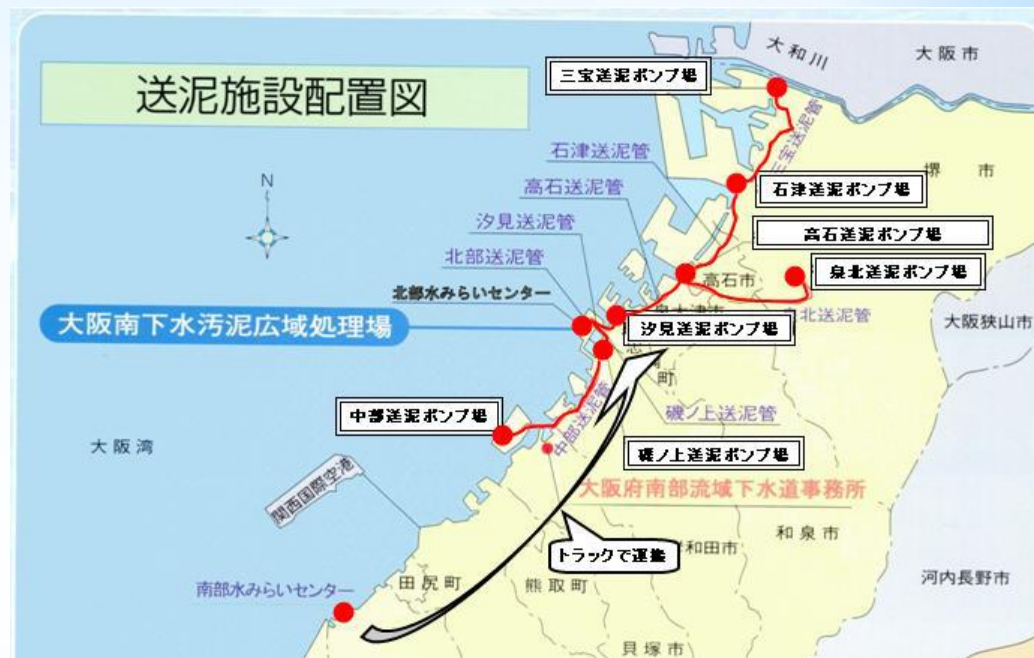 大和川
大阪市
三宝送泥ポンプ場
送泥施設配置図
三宝送泥管
石津送泥管
堺市
N
高石送泥管
石津送泥ポンプ場
汐見送泥管
高石送泥ポンプ場
北部送泥管
高石市
泉北送泥ポンプ場
北部水みらいセンター
大阪南下水汚泥広域処理場
泉大津市
泉北送泥管
大阪狭山市
汐見送泥ポンプ場
町
中部送泥ポンプ場
中部送泥管
磯ノ上送泥管
大阪湾
磯ノ上送泥ポンプ場
関西国際空港
大阪府南部流域下水道事務所
和泉市
トラックで運搬
岸和田市
南部水みらいセンター
田尻町
熊取町
河内長野市
貝塚市